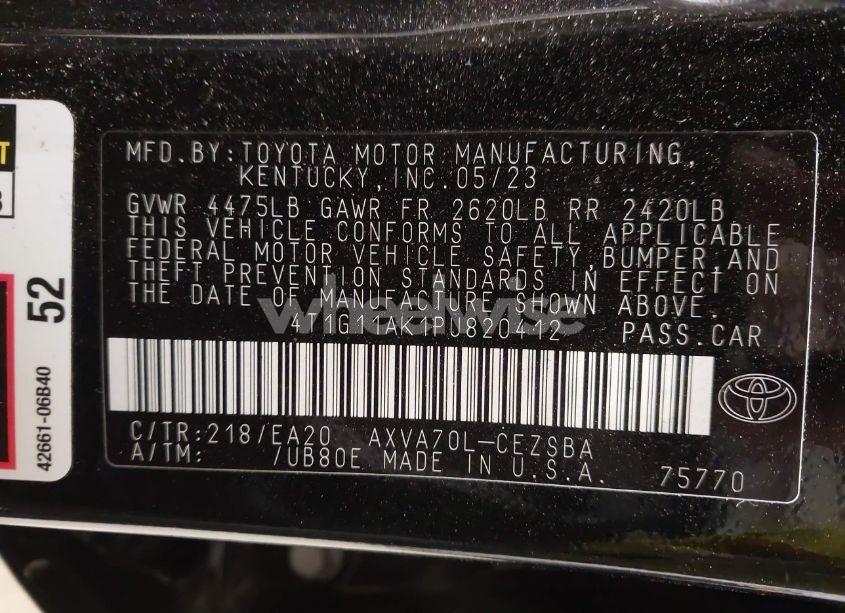 MFD.BY:TOYOTA MOTOR MANUFACTURING,
KENTUCKY,INC.05/23
GVWR 4475LB GAWR FR 2620LB RR 2420LB
THIS VEHICLE CONFORMS TO ALL APPLICABLE
FEDERAL MOTOR VEHICLE SAFETY,BUMPER,AND
THEFT PREVENTION STANDARDS IN EFFECT ON
THE DATE OF MANUFACTURE SHOWN ABOVE.
wheelwise
4T1G11AK1PU820412 PASS.CAR
C/TR:218/EA20 AXVA70L-CEZSBA
A/TM: /UB80E MADE IN U.S.A. 75770
52
42661-06B40